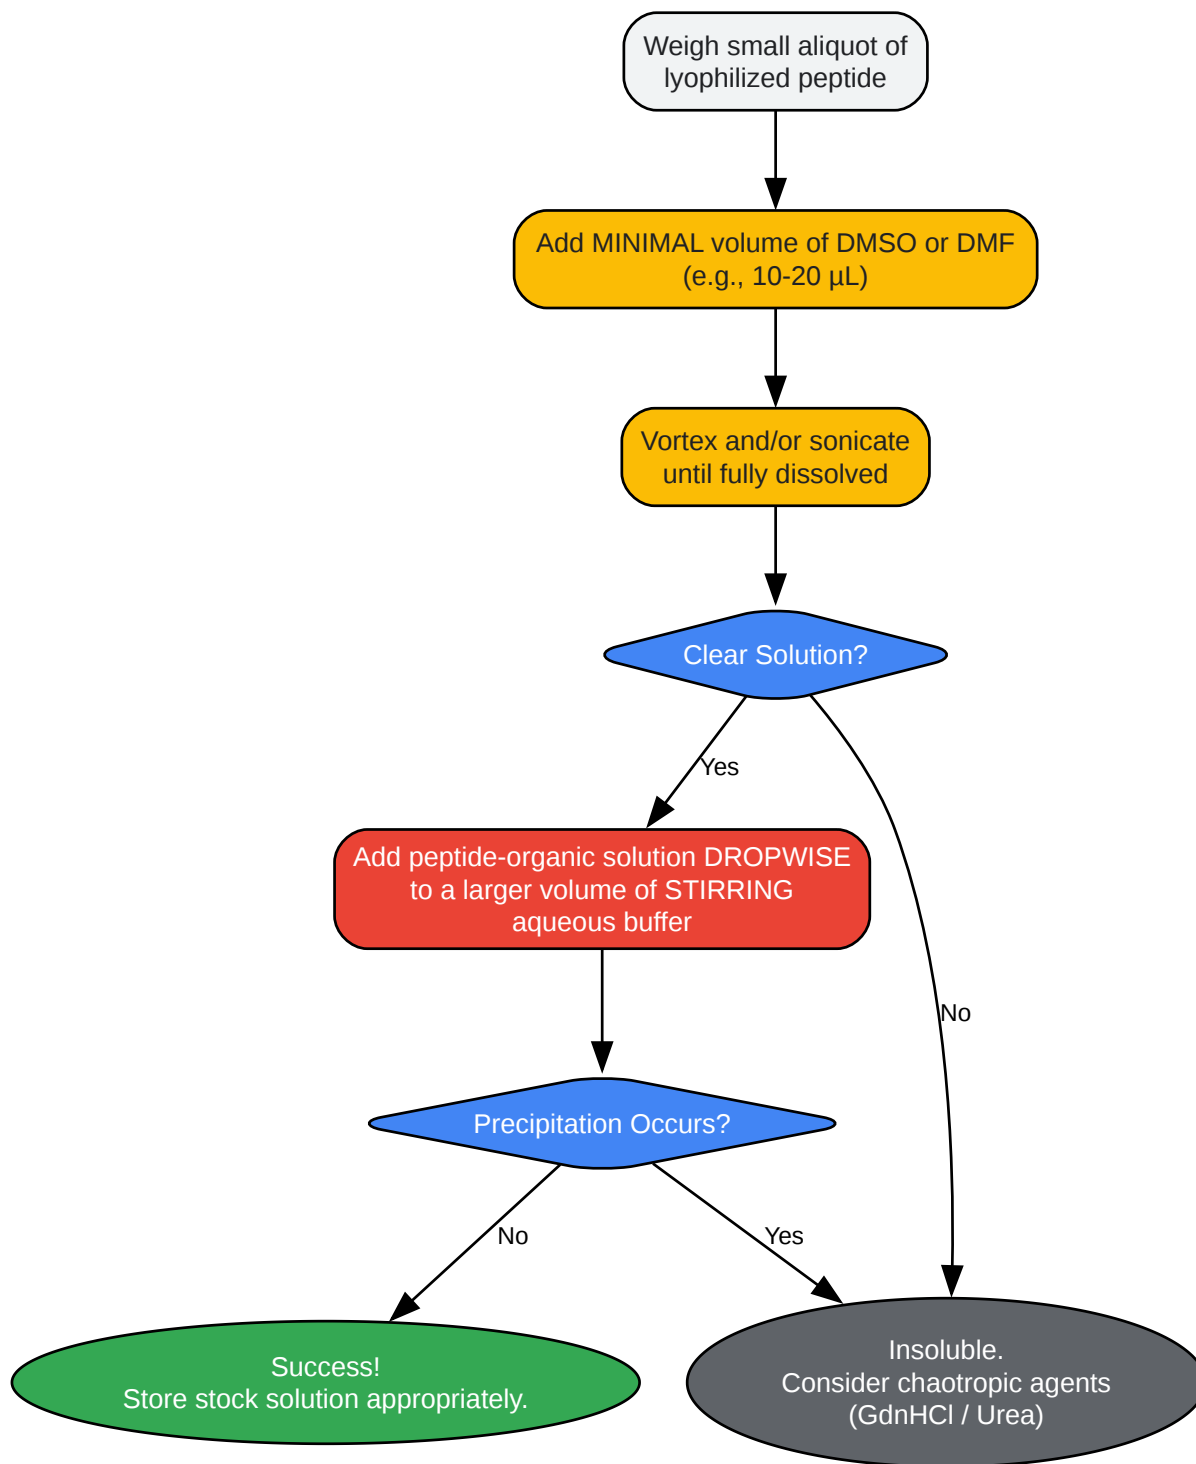 Weigh small aliquot of
lyophilized peptide
Add MINIMAL volume of DMSO or DMF
(e.g., 10-20 µL)
Vortex and/or sonicate
until fully dissolved
Clear Solution?
Yes
Add peptide-organic solution DROPWISE
to a larger volume of STIRRING
aqueous buffer
No
Precipitation Occurs?
No
Yes
Success!
Store stock solution appropriately.
Insoluble.
Consider chaotropic agents
(GdnHCl / Urea)